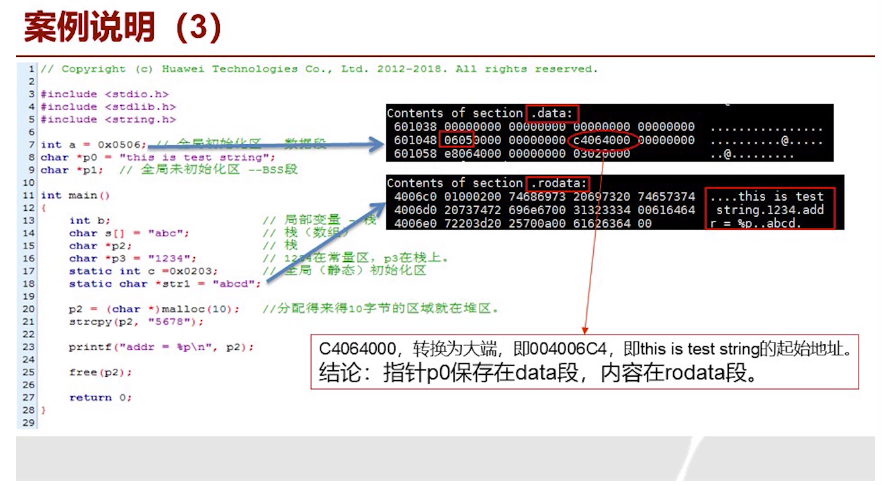 案例说明（3）
1 // Copyright (c) Huawei Technologies Co., Ltd. 2012-2018. All rights reserved.
2
3 #include <stdio.h>
4 #include <stdlib.h>
5 #include <string.h>
6
7 int a = 0x0506; // 全局初始化区 --数据段
8 char *p0 = "this is test string";
9 char *p1; // 全局未初始化区 --BSS段
10
11 int main()
12 {
13 int b; // 局部变量 --栈
14 char s[] = "abc"; // 栈（数组）
15 char *p2; // 栈
16 char *p3 = "1234"; // 1234在常量区，p3在栈上。
17 static int c =0x0203; // 全局（静态）初始化区
18 static char *str1 = "abcd";
19
20 p2 = (char *)malloc(10); //分配得来得10字节的区域就在堆区。
21 strcpy(p2, "5678");
22
23 printf("addr = %p\n", p2);
24
25 free(p2);
26
27 return 0;
28 }
29
Contents of section .data:
601038 00000000 00000000 00000000 00000000 ................
601048 06050000 00000000 c4064000 00000000 ..........@.....
601058 e8064000 00000000 03020000 ..@.........
Contents of section .rodata:
4006c0 01000200 74686973 20697320 74657374 ....this is test
4006d0 20737472 696e6700 31323334 00616464 string.1234.add
4006e0 72203d20 25700a00 61626364 00 r = %p..abcd.
C4064000，转换为大端，即004006C4，即this is test string的起始地址。
结论：指针p0保存在data段，内容在rodata段。